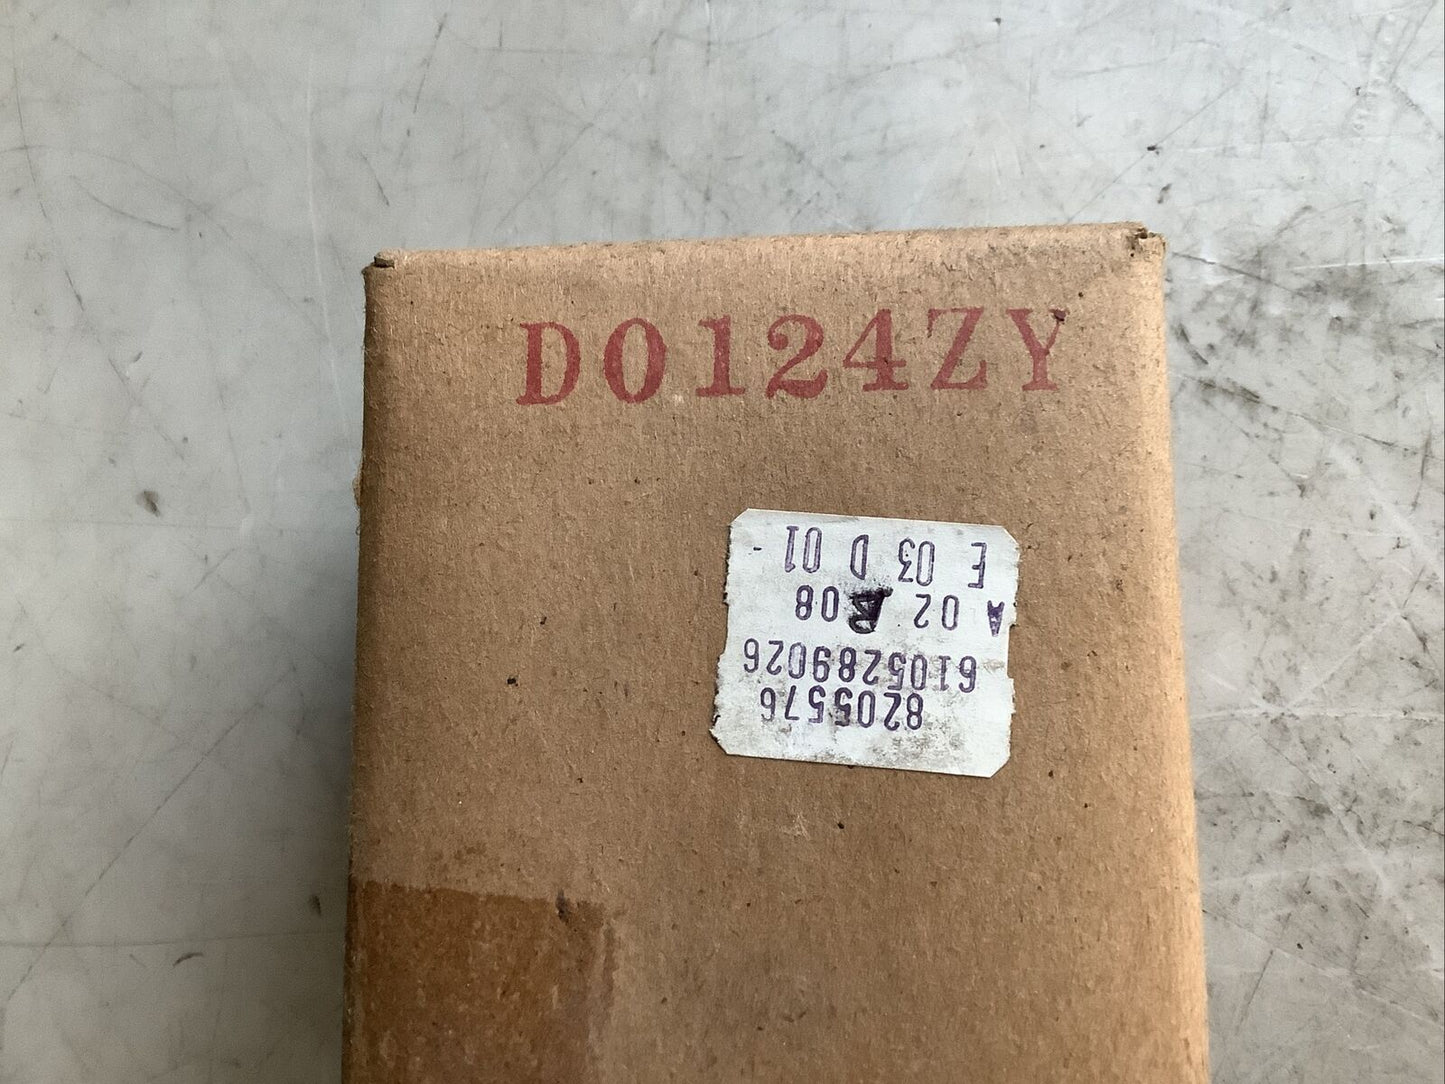 D0124ZY
8205576
6105289026
A 02 B 08
E 03 D 01 -